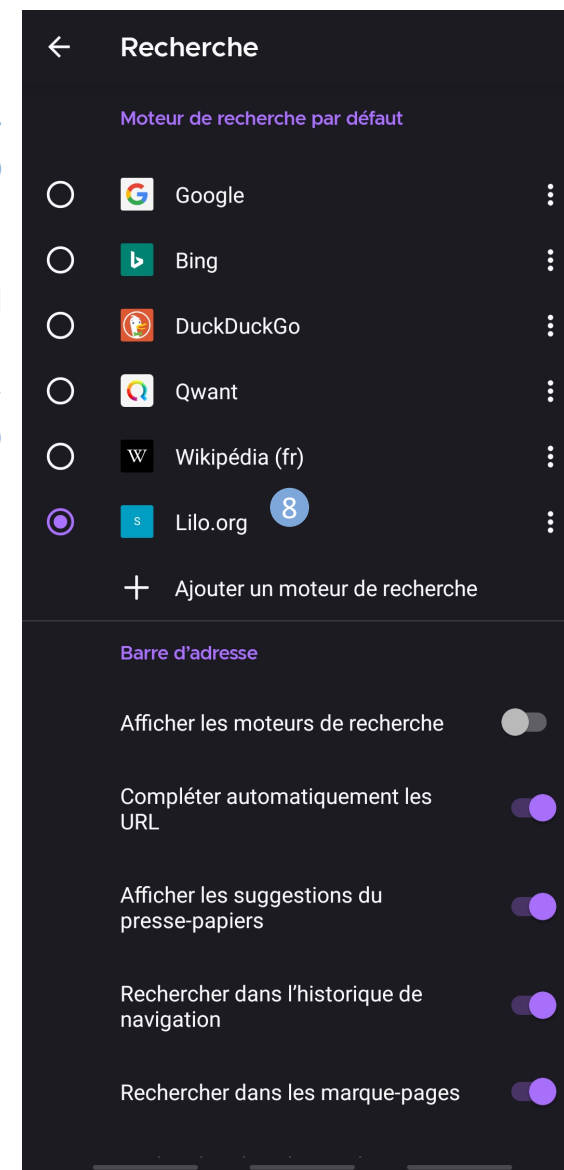 Recherche
Moteur de recherche par défaut
Google
Bing
DuckDuckGo
Qwant
W Wikipédia (fr)
8
s Lilo.org
Ajouter un moteur de recherche
Barre d’adresse
Afficher les moteurs de recherche
Compléter automatiquement les
URL
Afficher les suggestions du
presse-papiers
Rechercher dans l’historique de
navigation
Rechercher dans les marque-pages